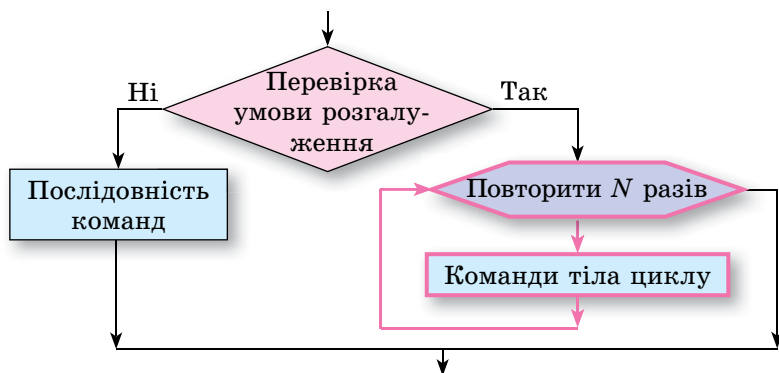 Перевірка
умови розгалу-
ження
Ні
Так
Послідовність
команд
Повторити N разів
Команди тіла циклу